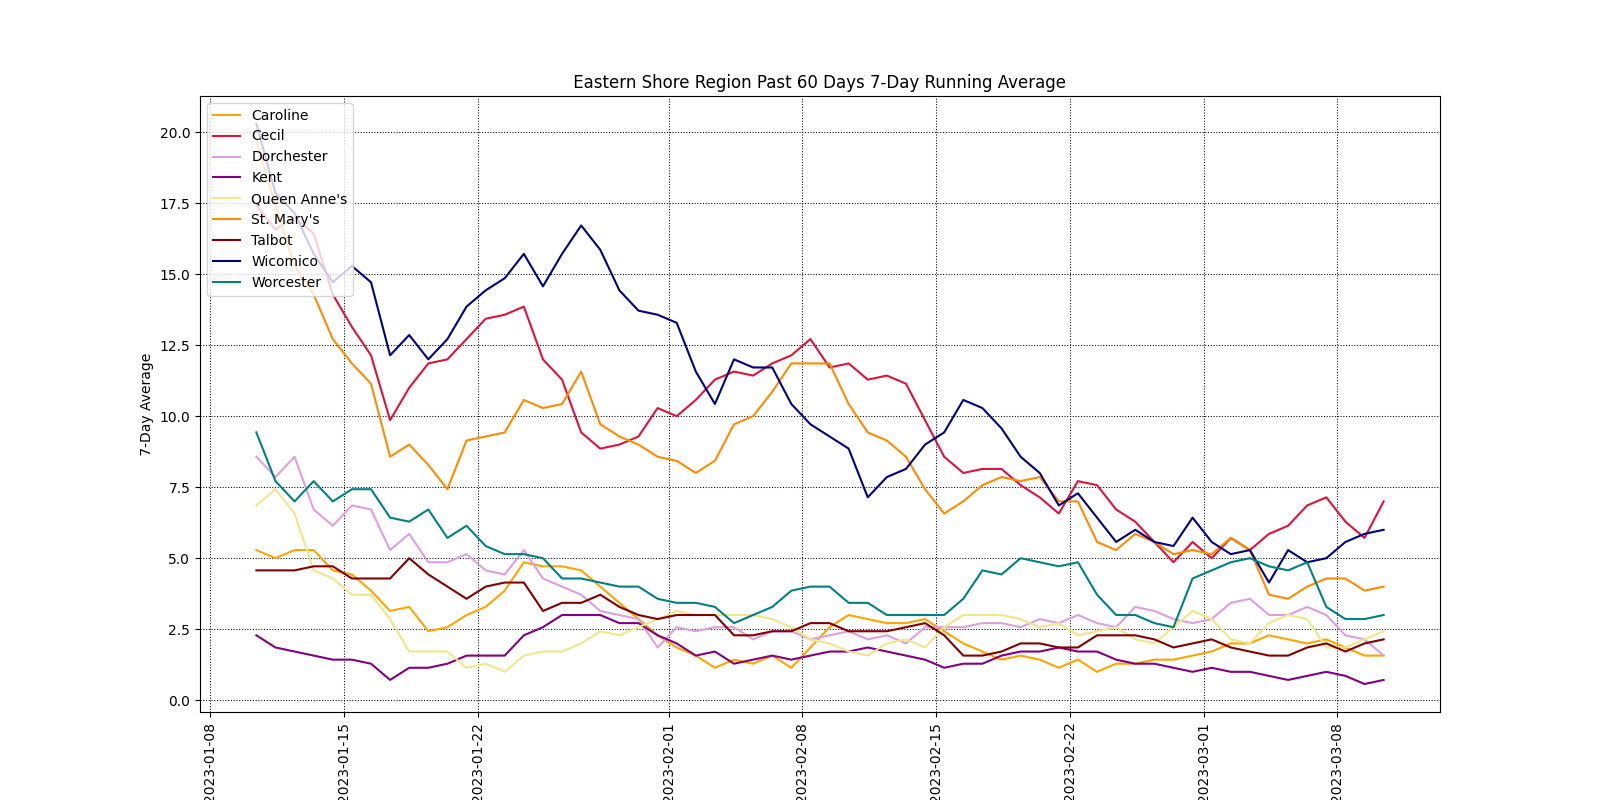 Eastern Shore Region Past 60 Days 7-Day Running Average
Caroline
Cecil
Dorchester
Kent
Queen Anne's
St. Mary's
Talbot
Wicomico
Worcester
20.0
17.5
15.0
12.5
10.0
7.5
5.0
2.5
0.0
7-Day Average
2023-01-08
2023-01-15
2023-01-22
2023-02-01
2023-02-08
2023-02-15
2023-02-22
2023-03-01
2023-03-08